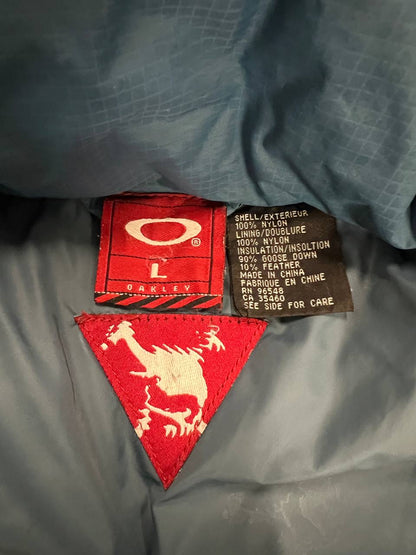 ®
L
OAKLEY
SHELL/EXTERIEUR
100% NYLON
LINING/DOUBLURE
100% NYLON
INSULATION/INSOLTION
90% GOOSE DOWN
10% FEATHER
MADE IN CHINA
FABRIQUE EN CHINE
RN 96548
CA 35460
SEE SIDE FOR CARE